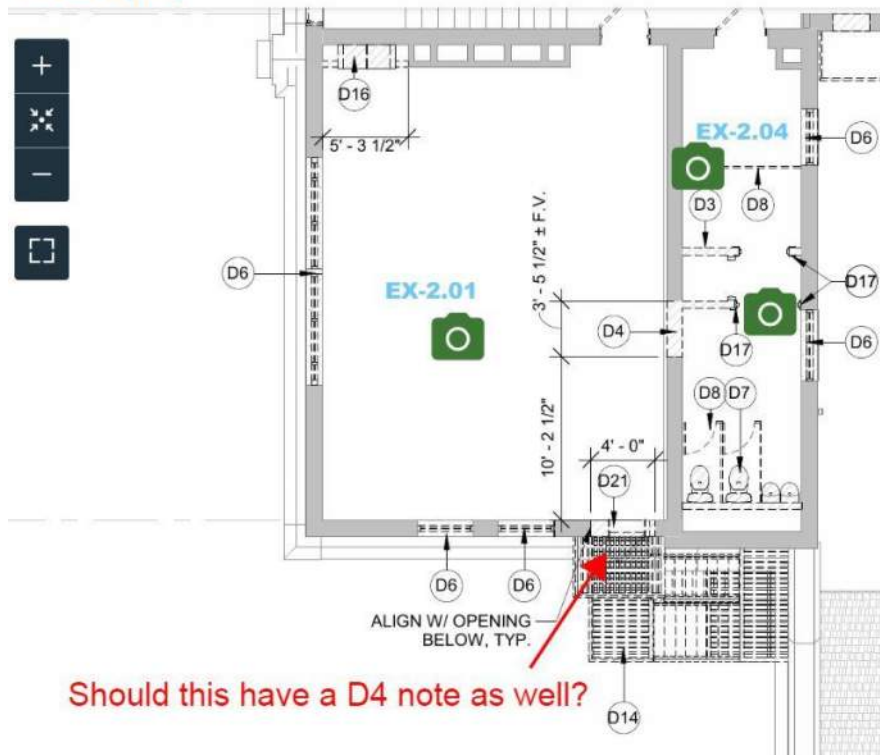 D16
5' - 3 1/2"
EX-2.04
D6
D8
D3
3' - 5 1/2" ± F.V.
D6
EX-2.01
D17
D4
D17
D6
D8
D7
10' - 2 1/2"
4' - 0"
D21
D6
D6
ALIGN W/ OPENING
BELOW, TYP.
Should this have a D4 note as well?
D14